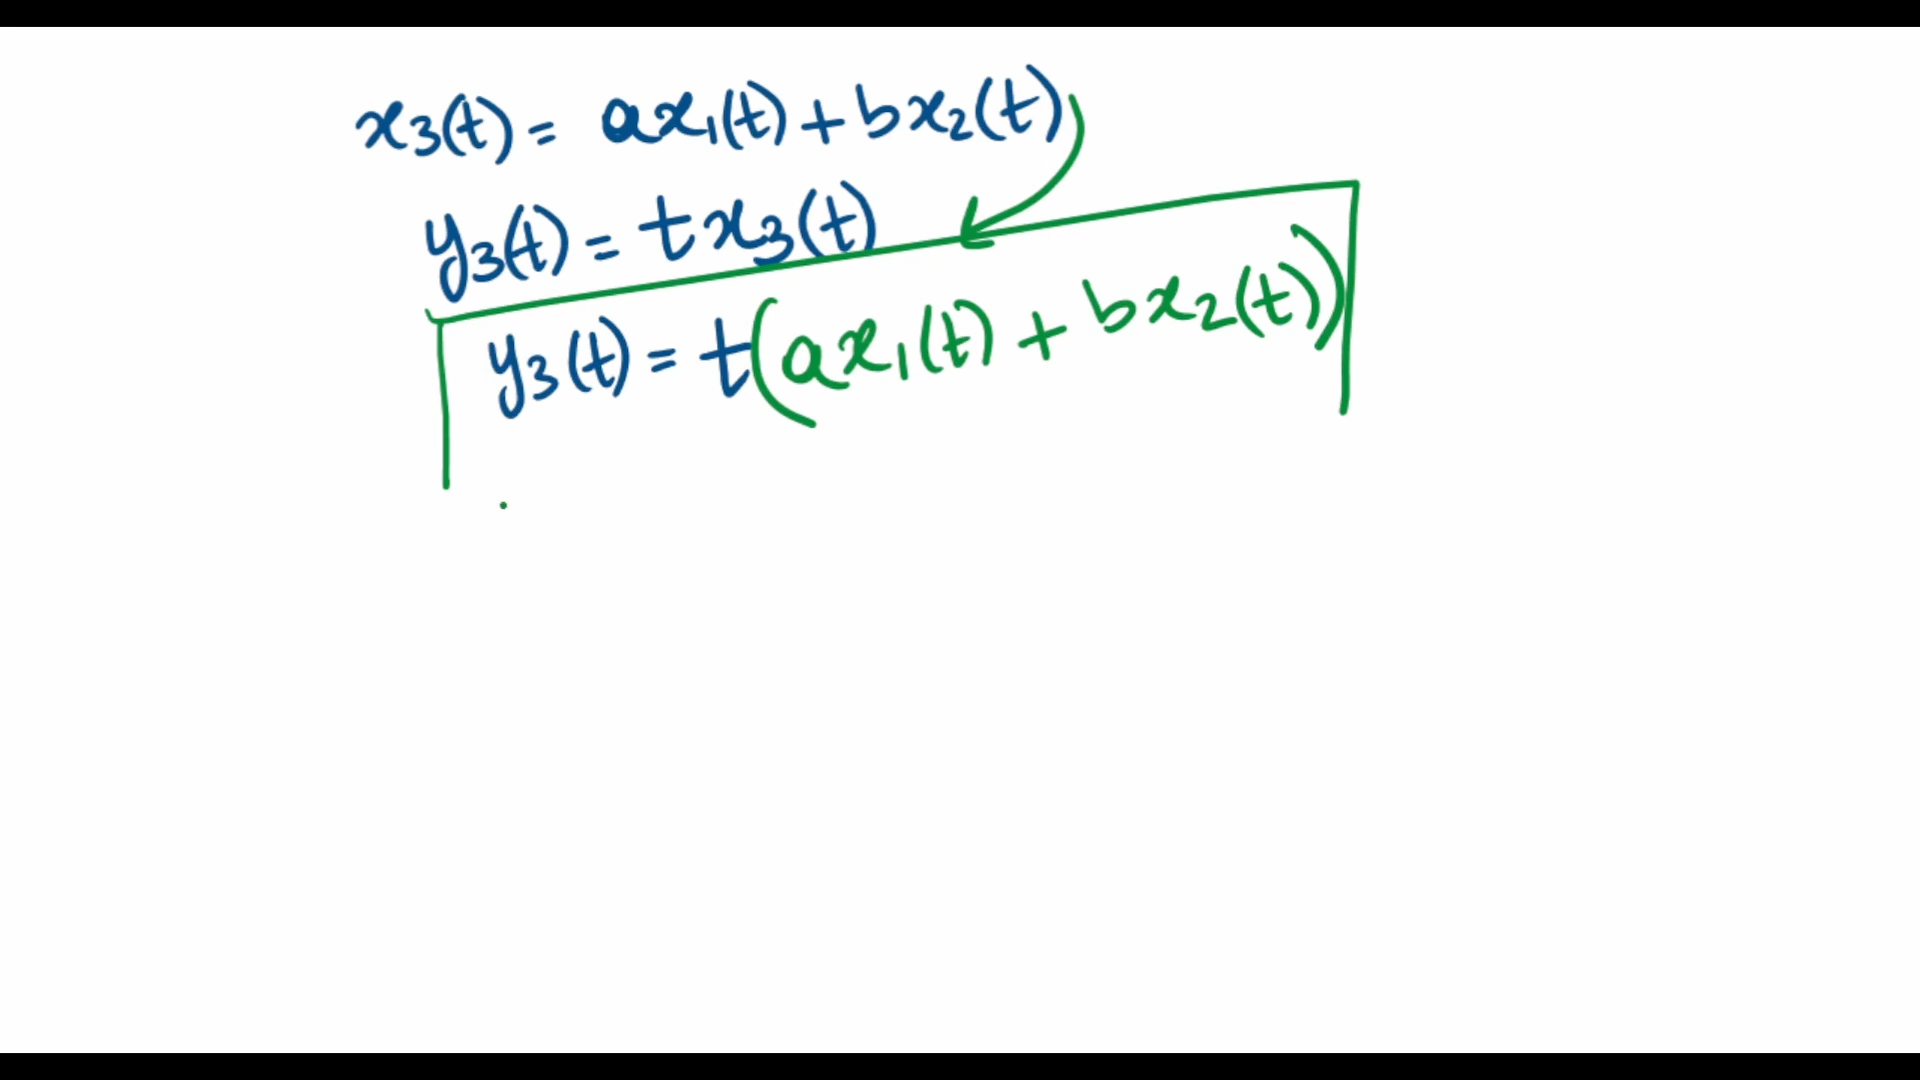 x₃(t) = ax₁(t) + bx₂(t)
y₃(t) = tx₃(t)
y₃(t) = t(ax₁(t) + bx₂(t))